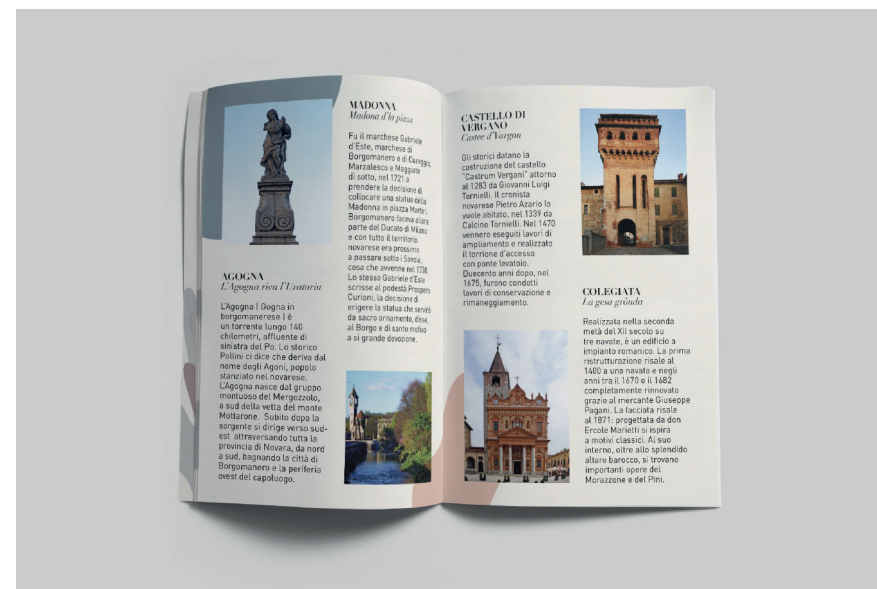 MADONNA
Madona d'la piaza
Fu il marchese Gabriele
d'Este, marchese di
Borgomanero e di Cureggio,
Marzalesco e Maggiate
di sotto, nel 1721 a
prendere la decisione di
collocare una statua della
Madonna in piazza Martiri.
Borgomanero faceva allora
parte del Ducato di Milano
e con tutto il territorio
novarese era prossimo
a passare sotto i Savoia,
cosa che avvenne nel 1738.
Lo stesso Gabriele d'Este
scrisse al podestà Prospero
Curioni, la decisione di
erigere la statua che servirà
da sacro ornamento, disse,
al Borgo e di santo motivo
a sì grande devozione.
AGOGNA
L'Agogna riva l'Uratoria
L'Agogna ( Gogna in
borgomanerese ) è
un torrente lungo 140
chilometri, affluente di
sinistra del Po. Lo storico
Pollini ci dice che deriva dal
nome degli Agoni, popolo
stanziato nel novarese.
L'Agogna nasce dal gruppo
montuoso del Mergozzolo,
a sud della vetta del monte
Mottarone. Subito dopo la
sorgente si dirige verso sud-
est attraversando tutta la
provincia di Novara, da nord
a sud, bagnando la città di
Borgomanero e la periferia
ovest del capoluogo.
CASTELLO DI
VERGANO
Castee d'Vargon
Gli storici datano la
costruzione del castello
"Castrum Vergani" attorno
al 1283 da Giovanni Luigi
Tornielli. Il cronista
novarese Pietro Azario lo
vuole abitato, nel 1339 da
Calcino Tornielli. Nel 1470
vennero eseguiti lavori di
ampliamento e realizzato
il torrione d'accesso
con ponte levatoio.
Duecento anni dopo, nel
1675, furono condotti
lavori di conservazione e
rimaneggiamento.
COLEGIATA
La gesa grànda
Realizzata nella seconda
metà del XII secolo su
tre navate, è un edificio a
impianto romanico. La prima
ristrutturazione risale al
1400 a una navata e negli
anni tra il 1670 e il 1682
completamente rinnovato
grazie al mercante Giuseppe
Pagani. La facciata risale
al 1871: progettata da don
Ercole Marietti si ispira
a motivi classici. Al suo
interno, oltre allo splendido
altare barocco, si trovano
importanti opere del
Morazzone e del Pini.